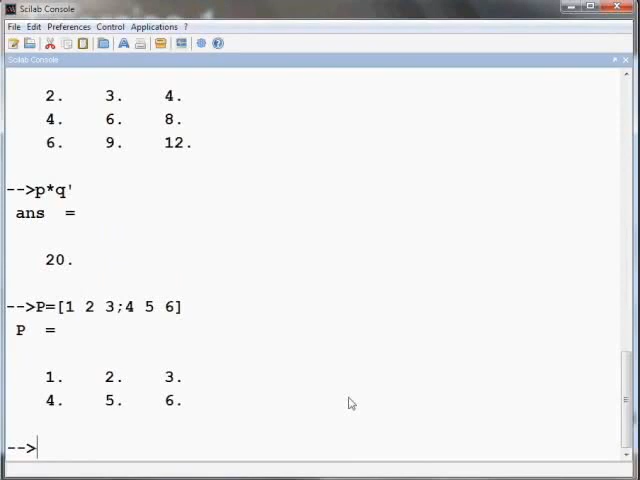 Scilab Console
File Edit Preferences Control Applications ?
Scilab Console
2. 3. 4.
4. 6. 8.
6. 9. 12.
-->p*q'
ans =
20.
-->P=[1 2 3;4 5 6]
P =
1. 2. 3.
4. 5. 6.
-->